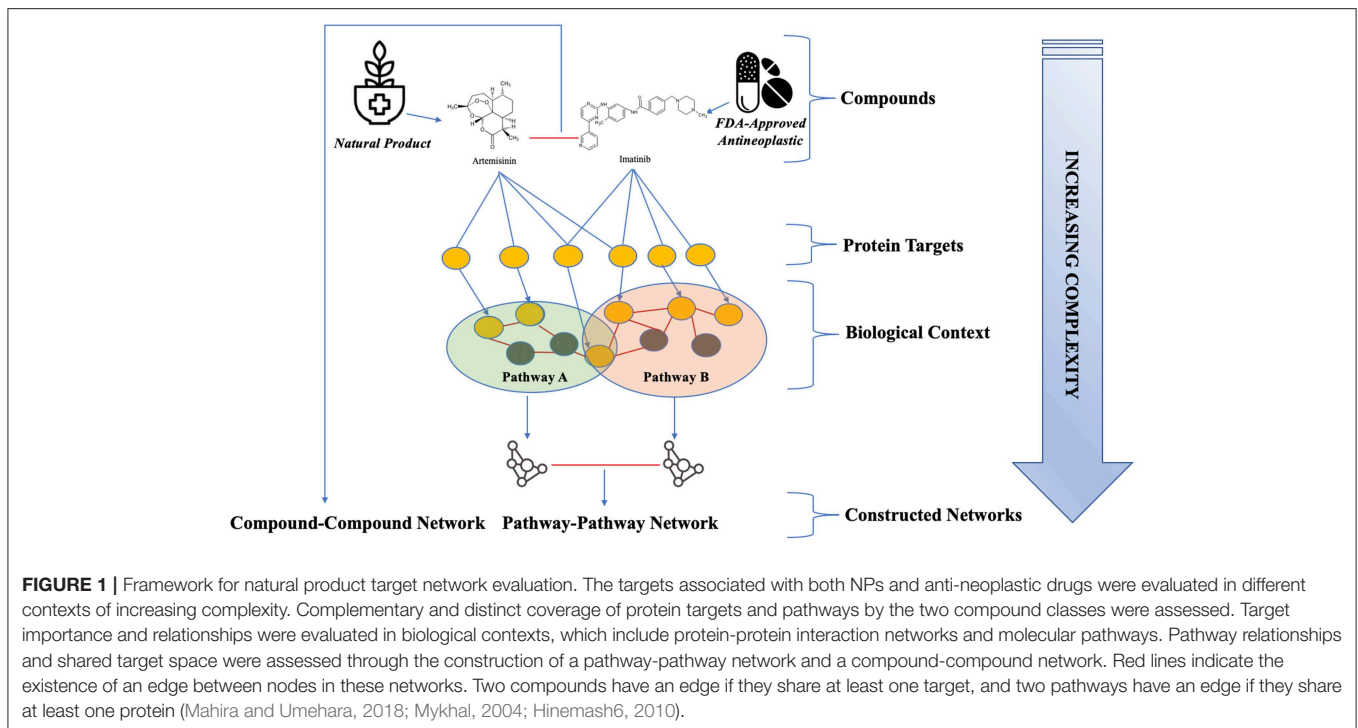 Compounds
Natural Product
FDA-Approved
Antineoplastic
Artemisinin
Imatinib
Protein Targets
Biological Context
Pathway A
Pathway B
INCREASING COMPLEXITY
Compound-Compound Network
Pathway-Pathway Network
Constructed Networks
FIGURE 1 | Framework for natural product target network evaluation. The targets associated with both NPs and anti-neoplastic drugs were evaluated in different
contexts of increasing complexity. Complementary and distinct coverage of protein targets and pathways by the two compound classes were assessed. Target
importance and relationships were evaluated in biological contexts, which include protein-protein interaction networks and molecular pathways. Pathway relationships
and shared target space were assessed through the construction of a pathway-pathway network and a compound-compound network. Red lines indicate the
existence of an edge between nodes in these networks. Two compounds have an edge if they share at least one target, and two pathways have an edge if they share
at least one protein (Mahira and Umehara, 2018; Mykhal, 2004; Hinemash6, 2010).